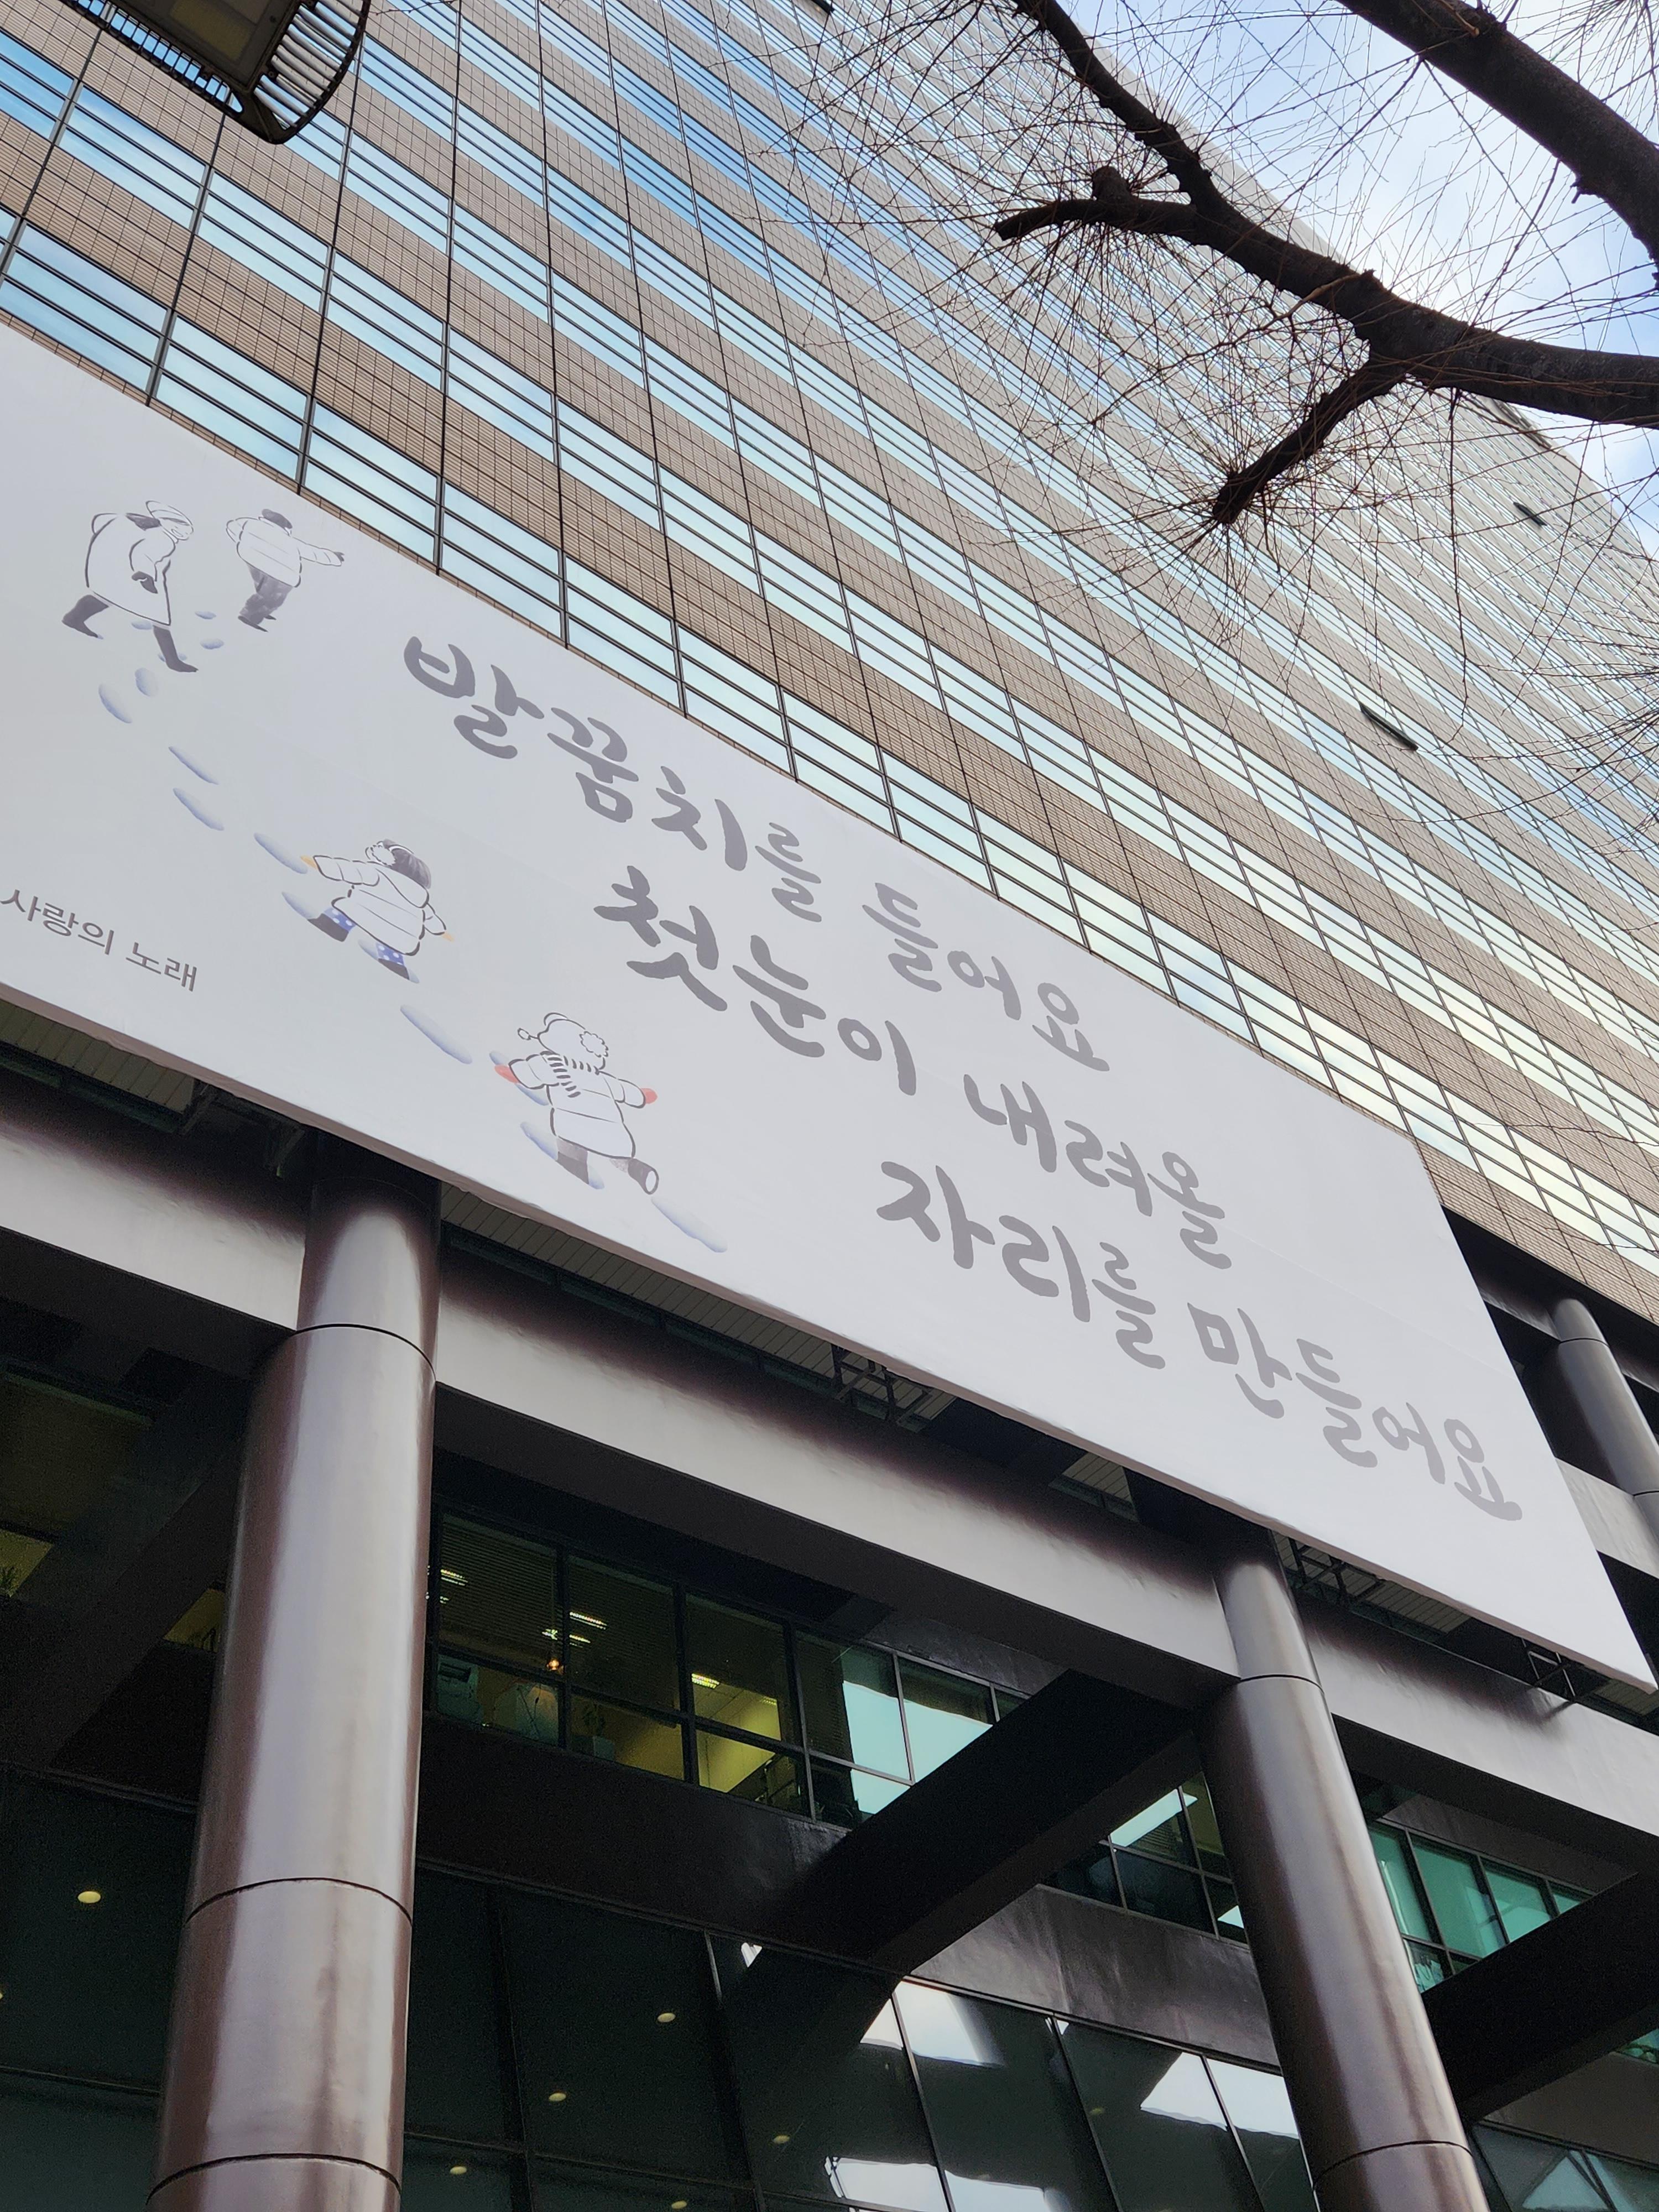 발꿈치를 들어요
첫눈이 내려올
자리를 만들어요
사랑의 노래